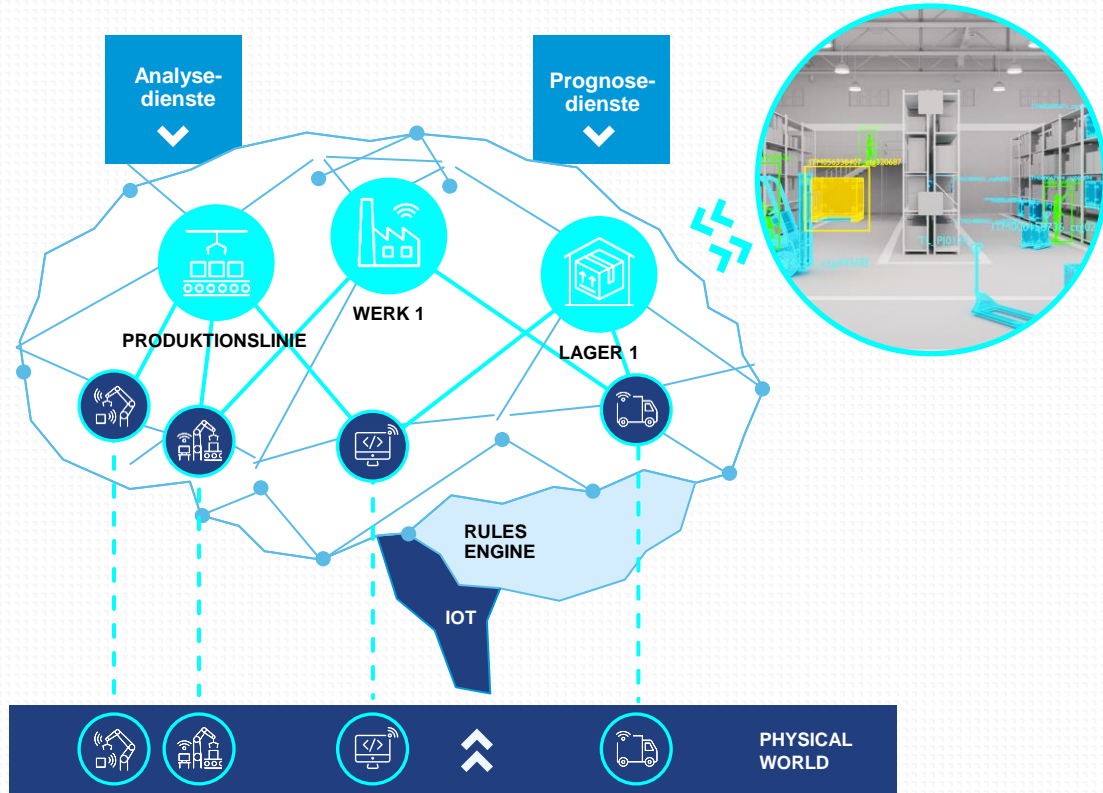 Analyse-
dienste
Prognose-
dienste
WERK 1
PRODUKTIONSLINIE
LAGER 1
</>
RULES
ENGINE
IOT
</>
PHYSICAL
WORLD